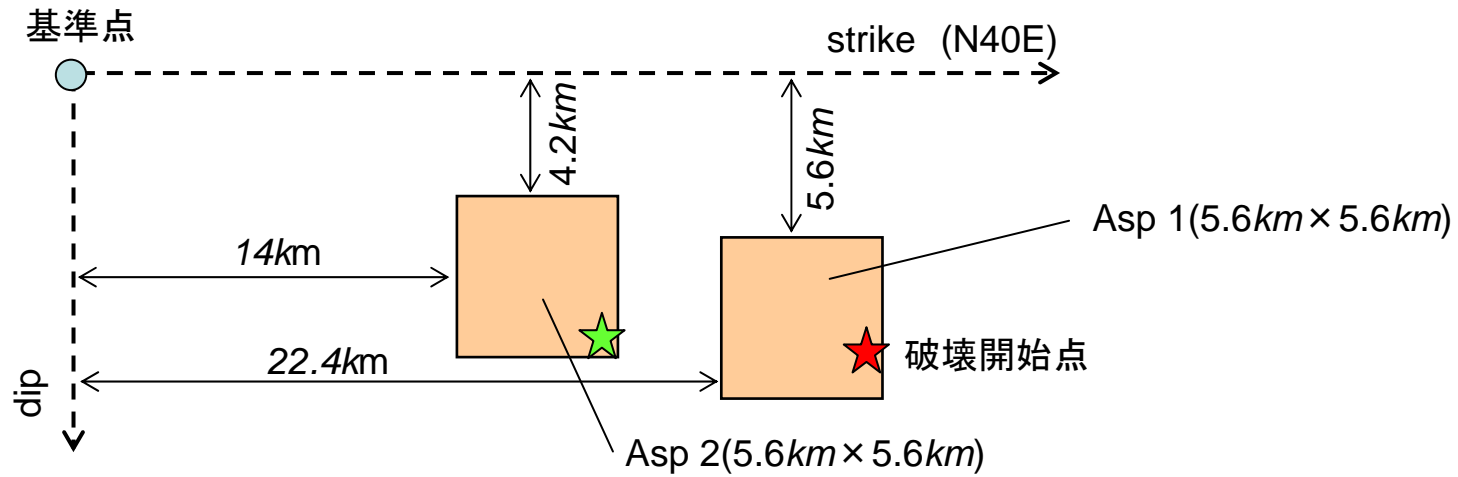 基準点
strike (N40E)
4.2km
5.6km
Asp 1(5.6km×5.6km)
14km
破壊開始点
22.4km
dip
Asp 2(5.6km×5.6km)